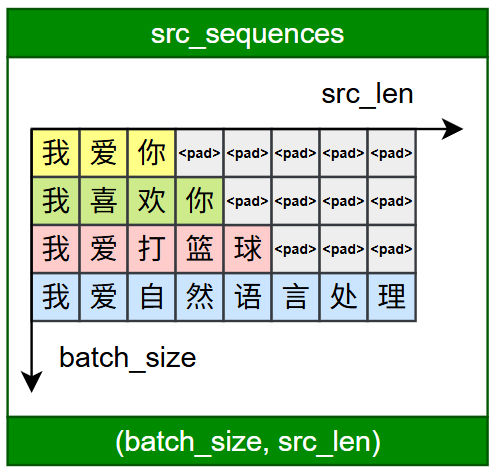 src_sequences
src_len
我 爱 你 <pad> <pad> <pad> <pad> <pad>
我 喜 欢 你 <pad> <pad> <pad> <pad>
我 爱 打 篮 球 <pad> <pad> <pad>
我 爱 自 然 语 言 处 理
batch_size
(batch_size, src_len)